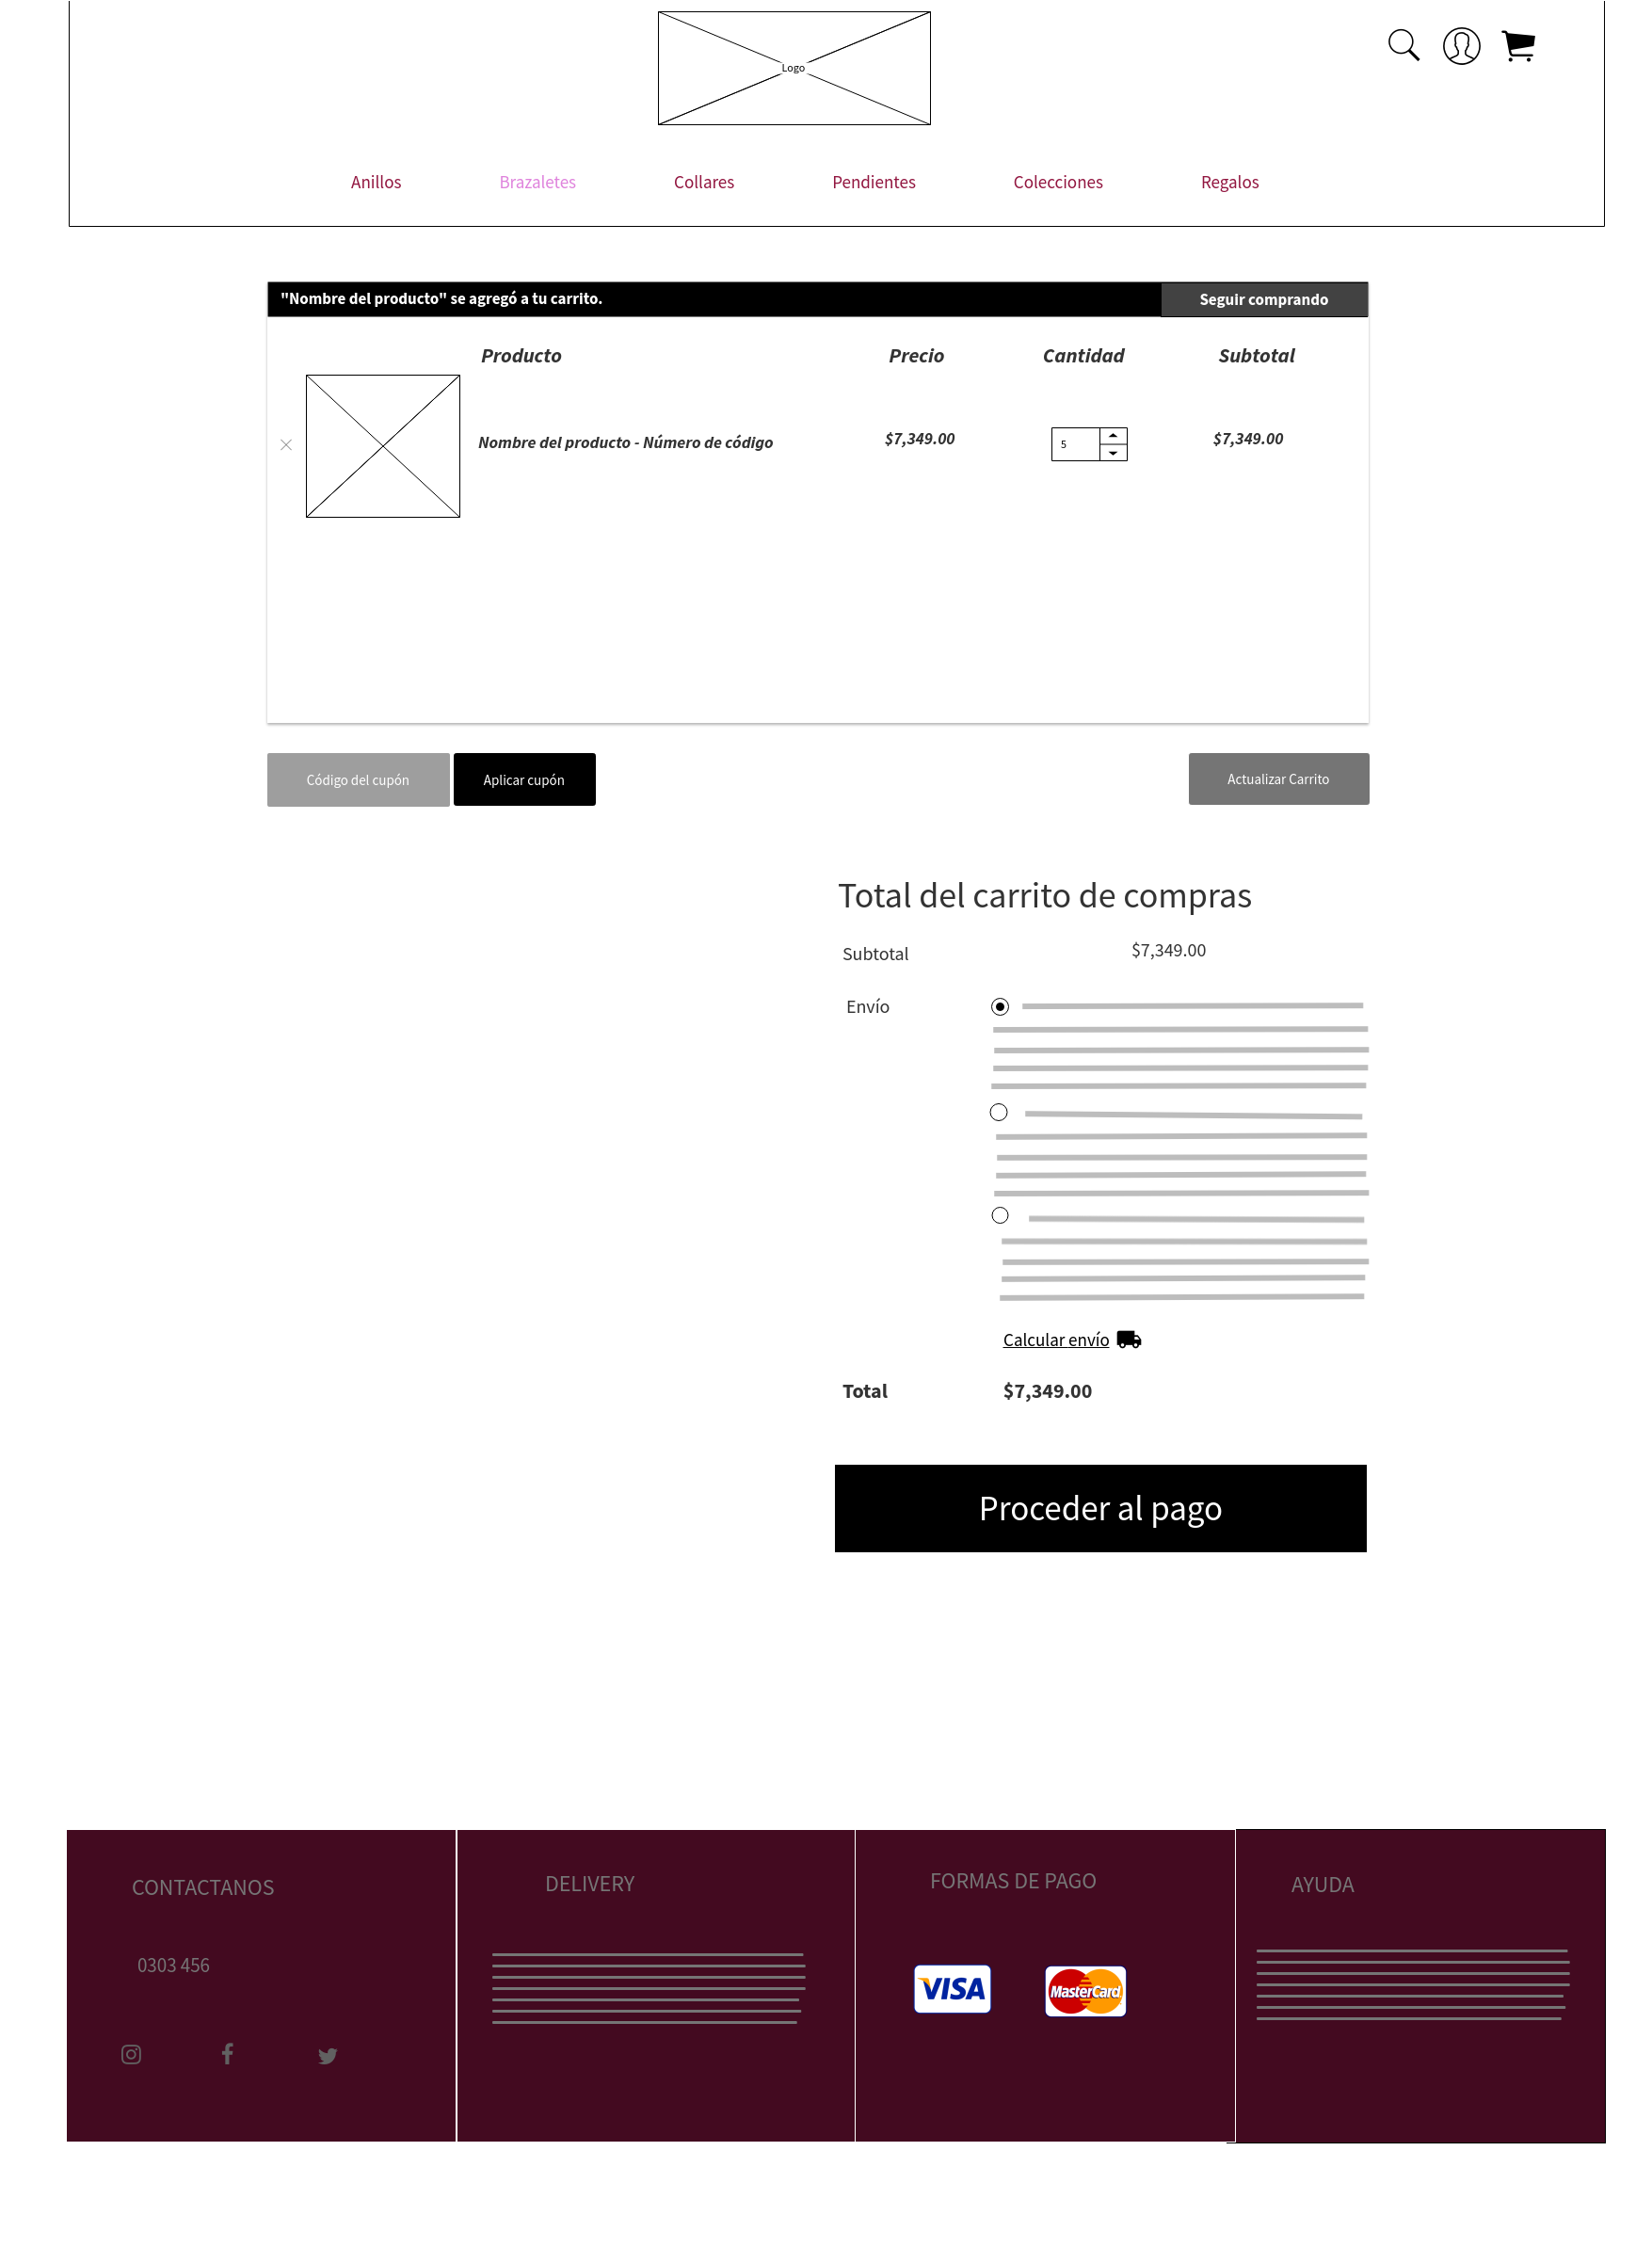 Logo
Anillos Brazaletes Collares Pendientes Colecciones Regalos
"Nombre del producto" se agregó a tu carrito. Seguir comprando
Producto Precio Cantidad Subtotal
Nombre del producto - Número de código $7,349.00 5 $7,349.00
Código del cupón Aplicar cupón Actualizar Carrito
Total del carrito de compras
Subtotal $7,349.00
Envío
Calcular envío
Total $7,349.00
Proceder al pago
CONTACTANOS DELIVERY FORMAS DE PAGO AYUDA
0303 456
VISA MasterCard